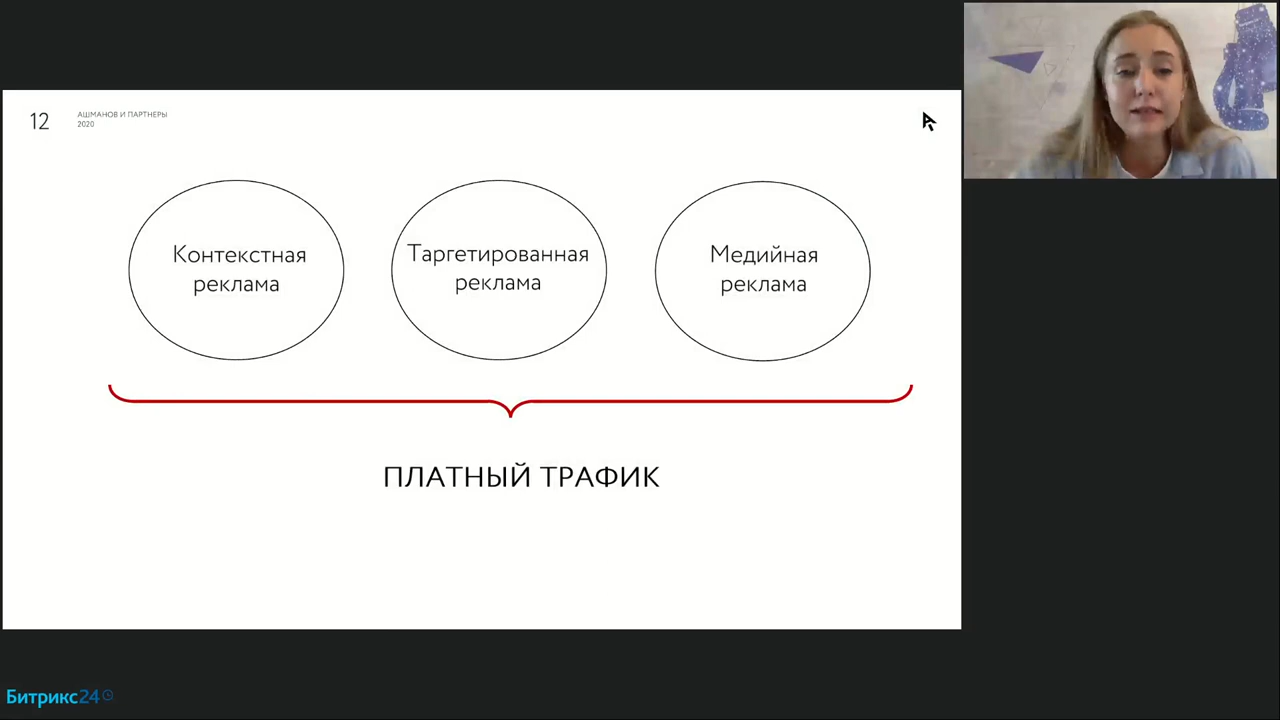 12
АШМАНОВ И ПАРТНЕРЫ
2020
Контекстная
реклама
Таргетированная
реклама
Медийная
реклама
ПЛАТНЫЙ ТРАФИК
Битрикс24